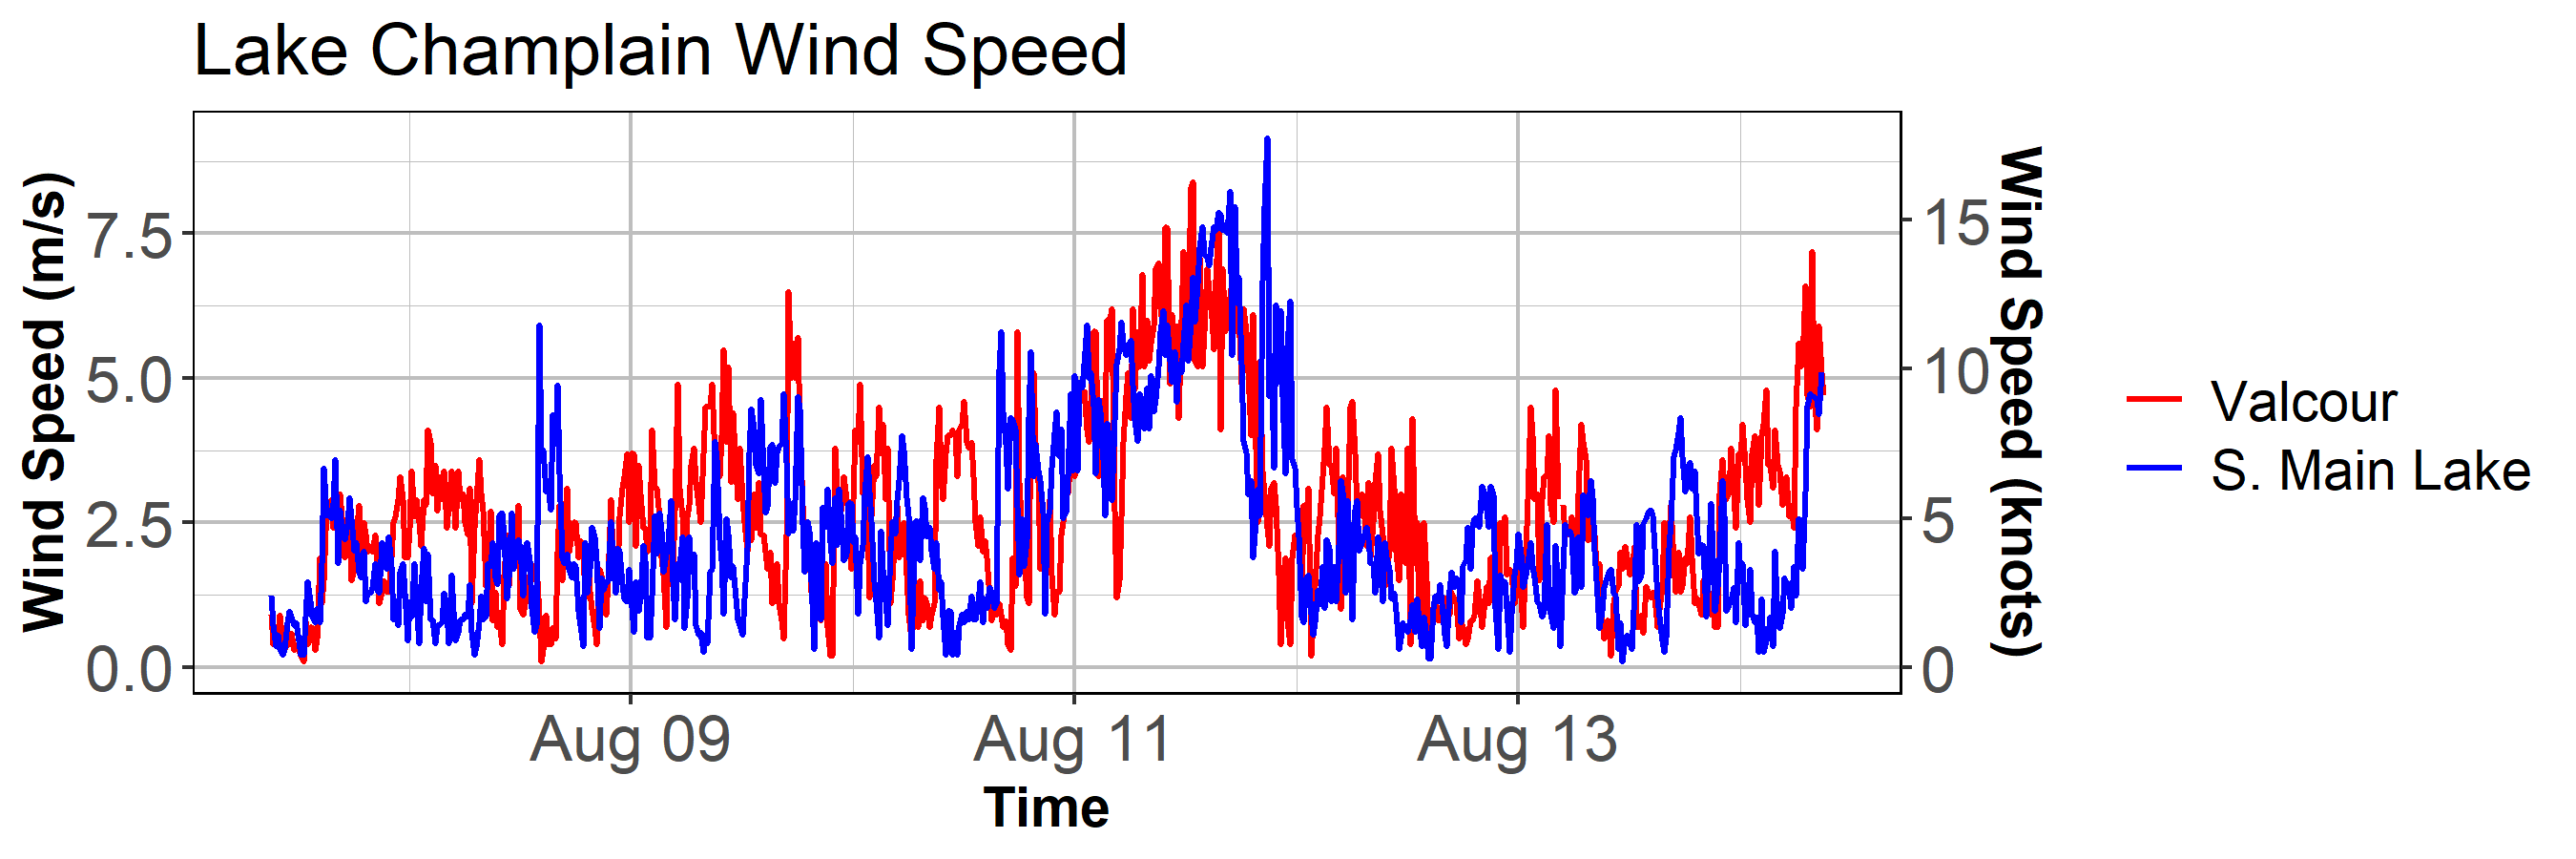 Lake Champlain Wind Speed
Wind Speed (m/s)
7.5
5.0
2.5
0.0
15
10
5
0
Wind Speed (knots)
Valcour
S. Main Lake
Aug 09 Aug 11 Aug 13
Time